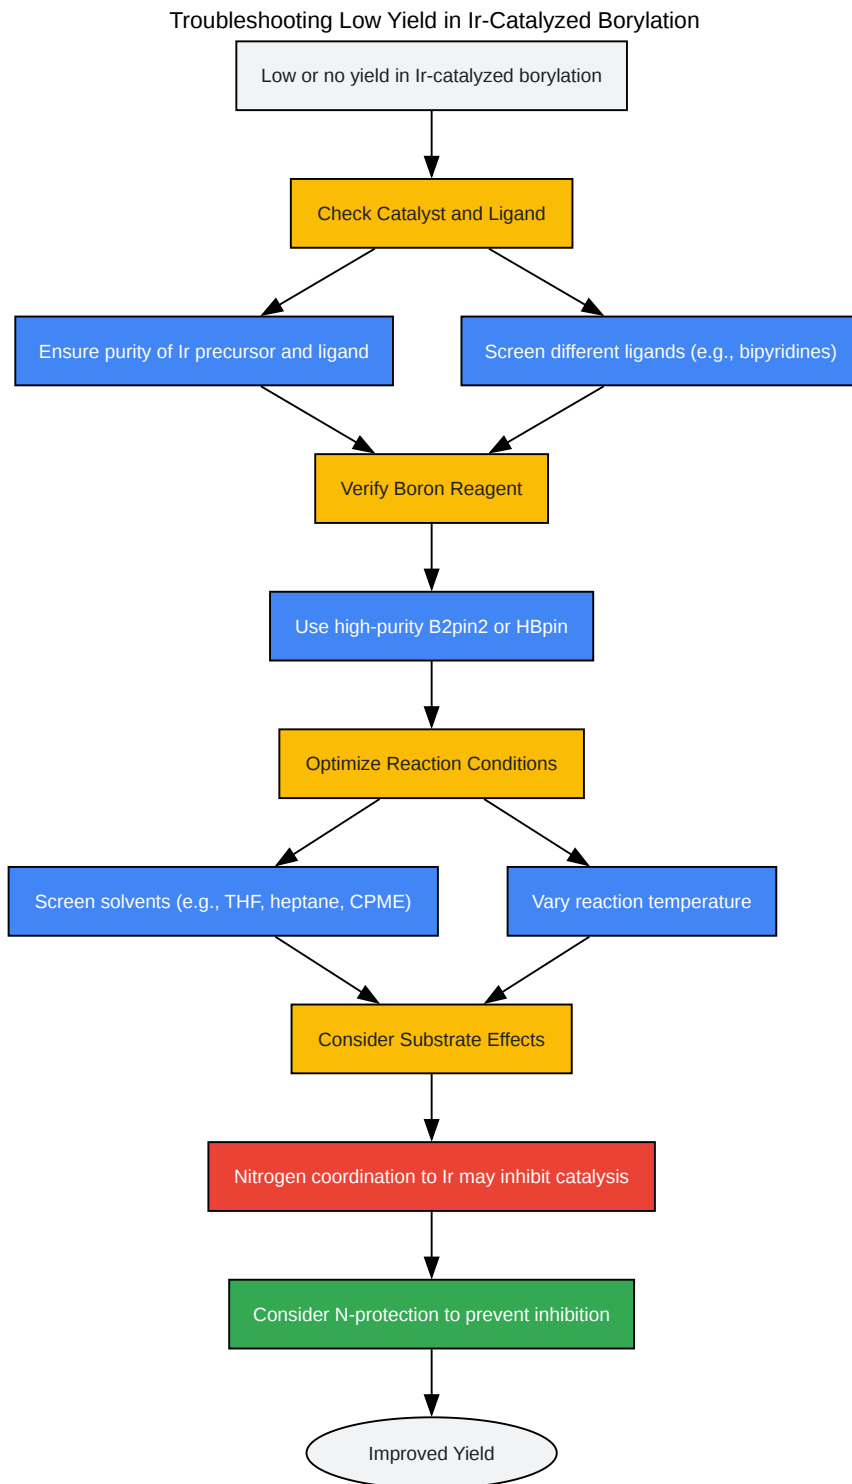 Troubleshooting Low Yield in Ir-Catalyzed Borylation
Low or no yield in Ir-catalyzed borylation
Check Catalyst and Ligand
Ensure purity of Ir precursor and ligand
Screen different ligands (e.g., bipyridines)
Verify Boron Reagent
Use high-purity B2pin2 or HBpin
Optimize Reaction Conditions
Screen solvents (e.g., THF, heptane, CPME)
Vary reaction temperature
Consider Substrate Effects
Nitrogen coordination to Ir may inhibit catalysis
Consider N-protection to prevent inhibition
Improved Yield